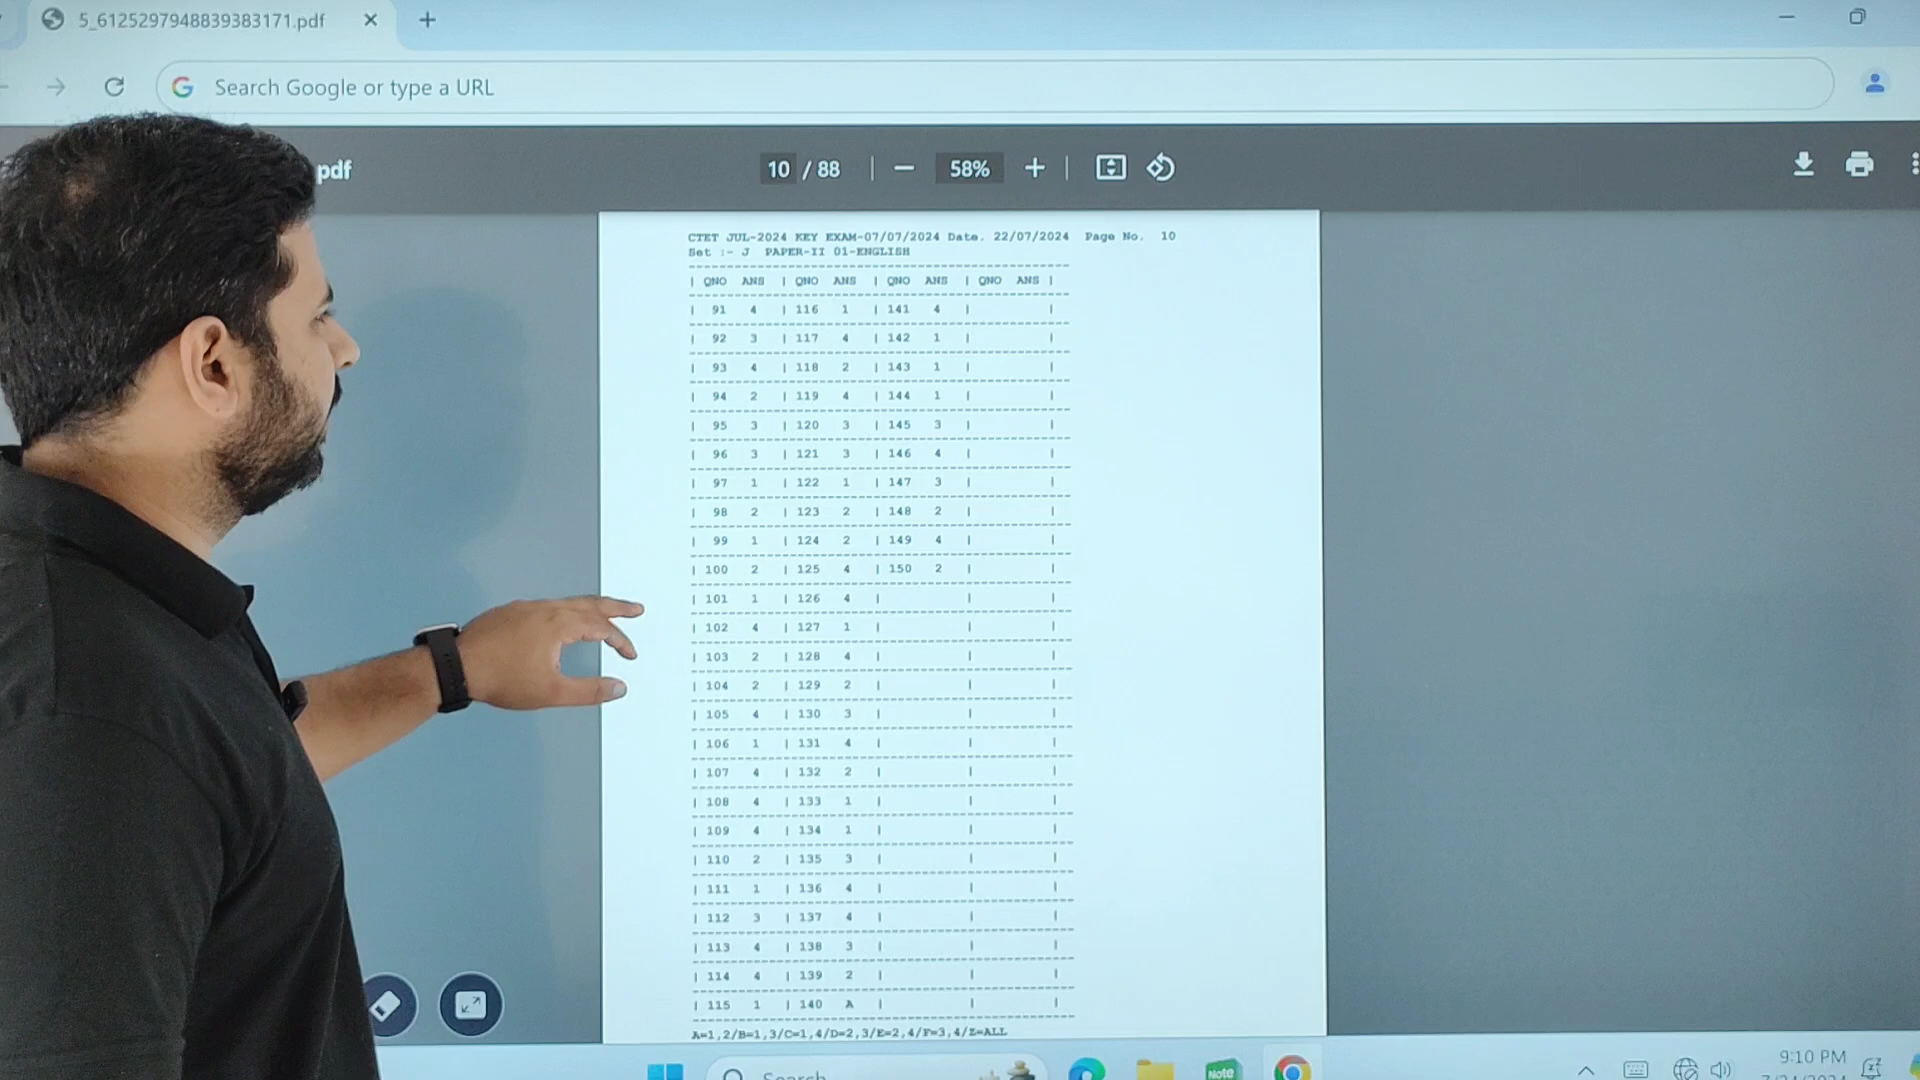 5_6125297948839383171.pdf
Search Google or type a URL
pdf
10 / 88
58%
CTET JUL-2024 KEY EXAM-07/07/2024 Date. 22/07/2024 Page No. 10
Set :- J PAPER-II 01-ENGLISH
| QNO ANS | QNO ANS | QNO ANS | QNO ANS |
| 91 4 | 116 1 | 141 4 | |
| 92 3 | 117 4 | 142 1 | |
| 93 4 | 118 2 | 143 1 | |
| 94 2 | 119 4 | 144 1 | |
| 95 3 | 120 3 | 145 3 | |
| 96 3 | 121 3 | 146 4 | |
| 97 1 | 122 1 | 147 3 | |
| 98 2 | 123 2 | 148 2 | |
| 99 1 | 124 2 | 149 4 | |
| 100 2 | 125 4 | 150 2 | |
| 101 1 | 126 4 | | |
| 102 4 | 127 1 | | |
| 103 2 | 128 4 | | |
| 104 2 | 129 2 | | |
| 105 4 | 130 3 | | |
| 106 1 | 131 4 | | |
| 107 4 | 132 2 | | |
| 108 4 | 133 1 | | |
| 109 4 | 134 1 | | |
| 110 2 | 135 3 | | |
| 111 1 | 136 4 | | |
| 112 3 | 137 4 | | |
| 113 4 | 138 3 | | |
| 114 4 | 139 2 | | |
| 115 1 | 140 A | | |
A=1,2/B=1,3/C=1,4/D=2,3/E=2,4/F=3,4/Z=ALL
Search
Note
9:10 PM